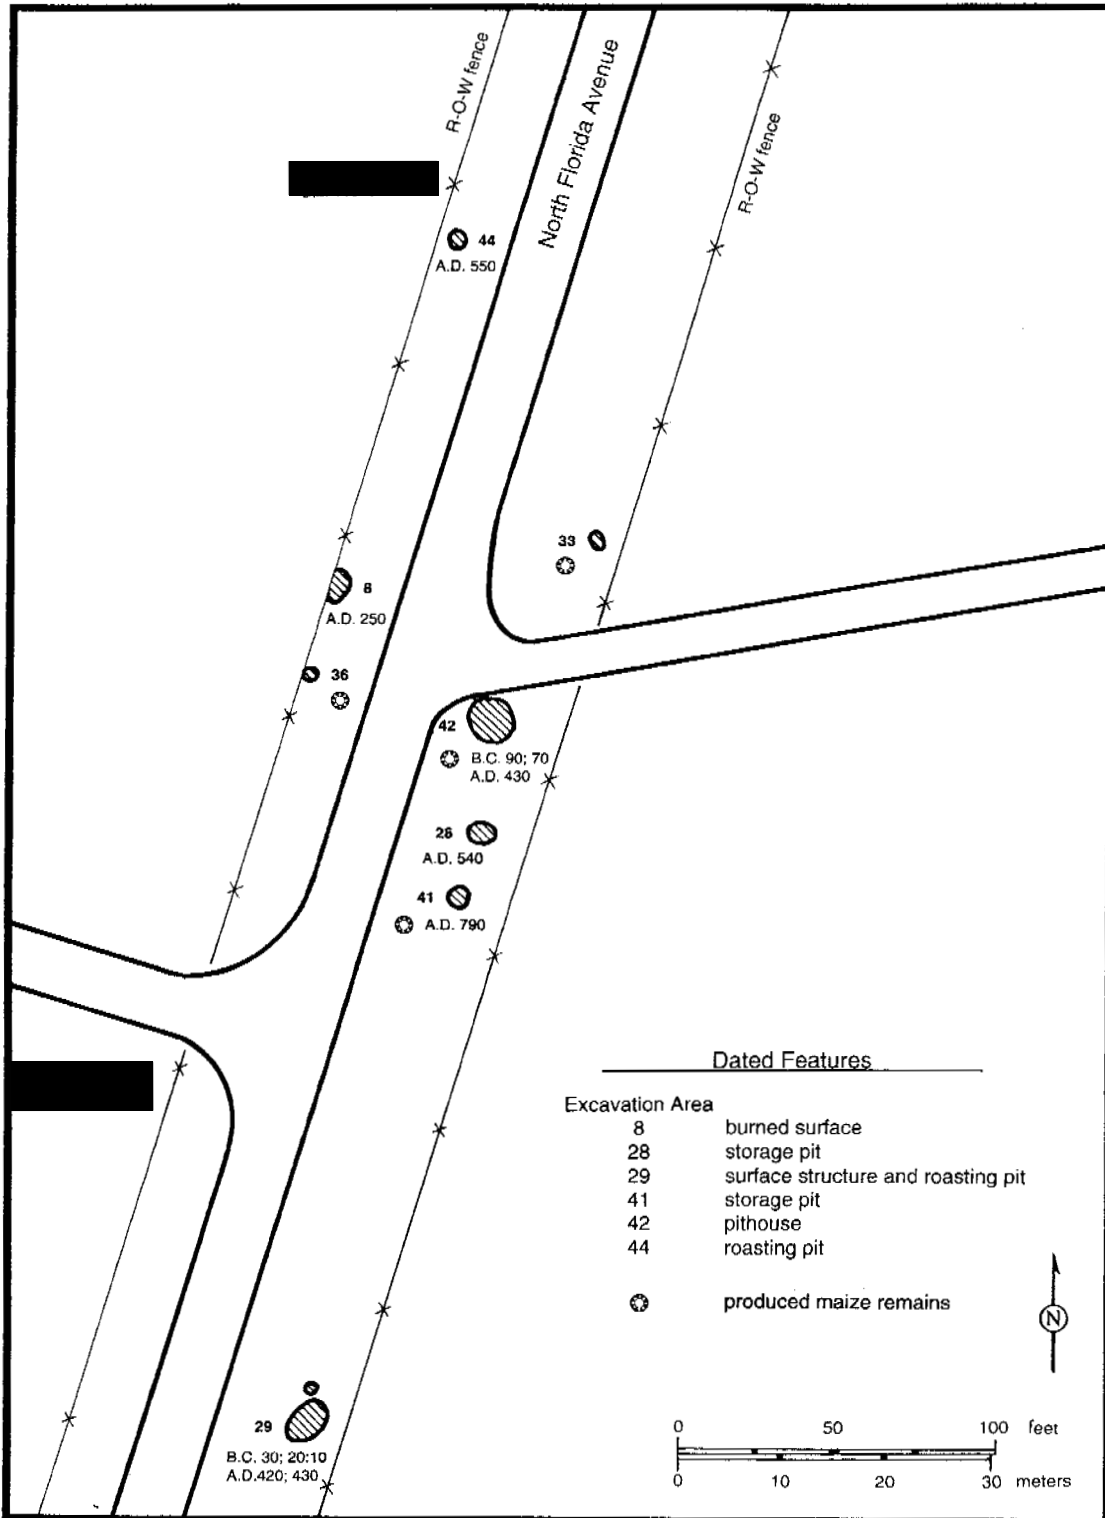 R-O-W fence
North Florida Avenue
R-O-W fence
44
A.D. 550
33
8
A.D. 250
36
42
B.C. 90; 70
A.D. 430
28
A.D. 540
41
A.D. 790
Dated Features
Excavation Area
8 burned surface
28 storage pit
29 surface structure and roasting pit
41 storage pit
42 pithouse
44 roasting pit
produced maize remains
N
29
B.C. 30; 20:10
A.D.420; 430
0 50 100 feet
0 10 20 30 meters